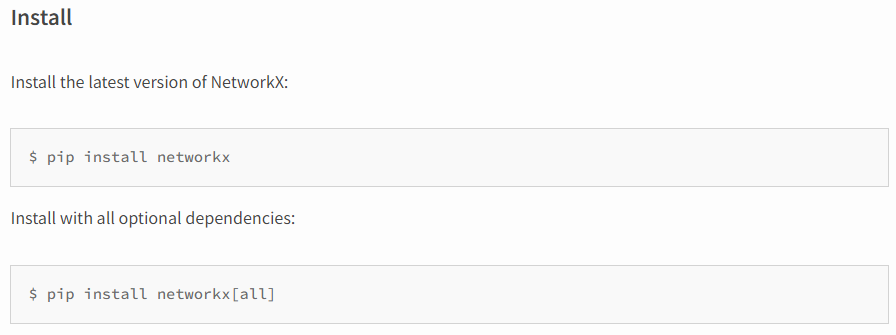 Install
Install the latest version of NetworkX:
$ pip install networkx
Install with all optional dependencies:
$ pip install networkx[all]